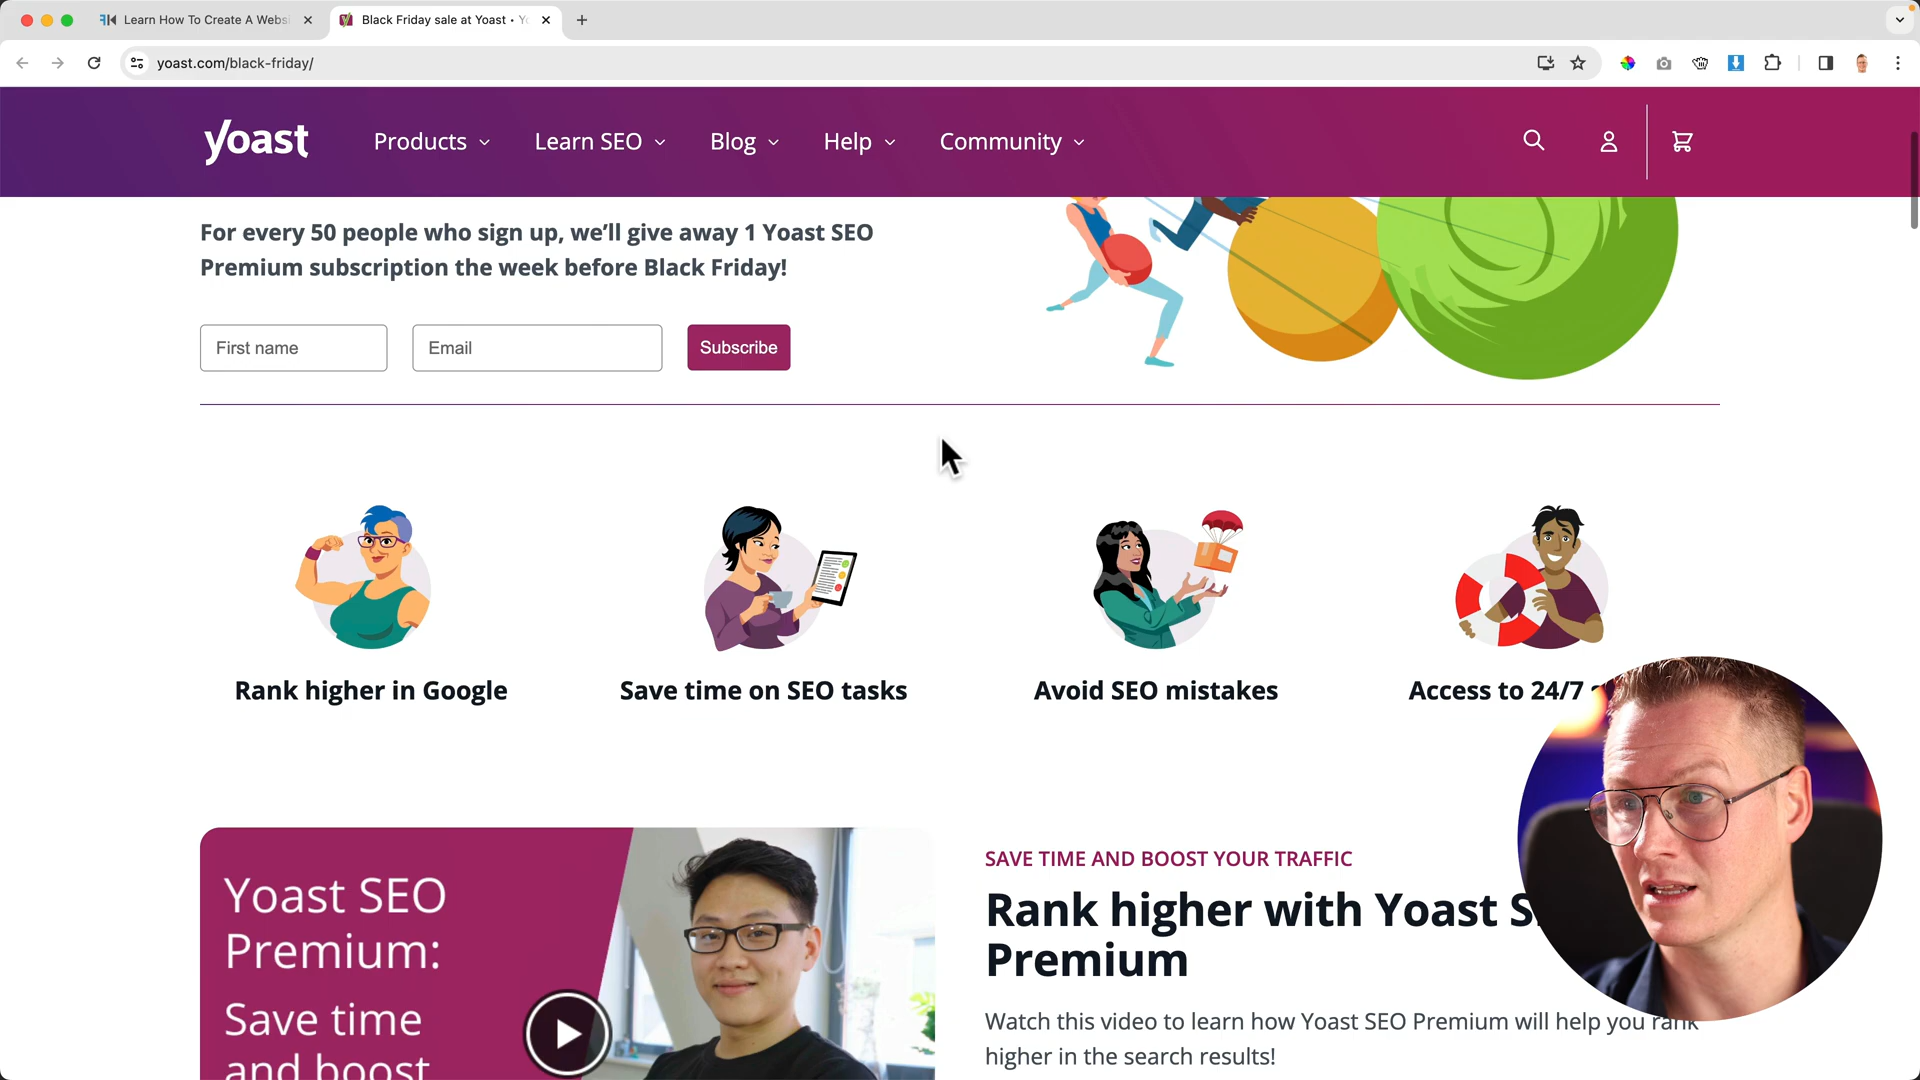 Learn How To Create A Websi
Black Friday sale at Yoast •
yoast.com/black-friday/
yoast
Products
Learn SEO
Blog
Help
Community
For every 50 people who sign up, we’ll give away 1 Yoast SEO
Premium subscription the week before Black Friday!
First name
Email
Subscribe
Rank higher in Google
Save time on SEO tasks
Avoid SEO mistakes
Access to 24/7
Yoast SEO
Premium:
Save time
and boost
SAVE TIME AND BOOST YOUR TRAFFIC
Rank higher with Yoast S
Premium
Watch this video to learn how Yoast SEO Premium will help you rank
higher in the search results!